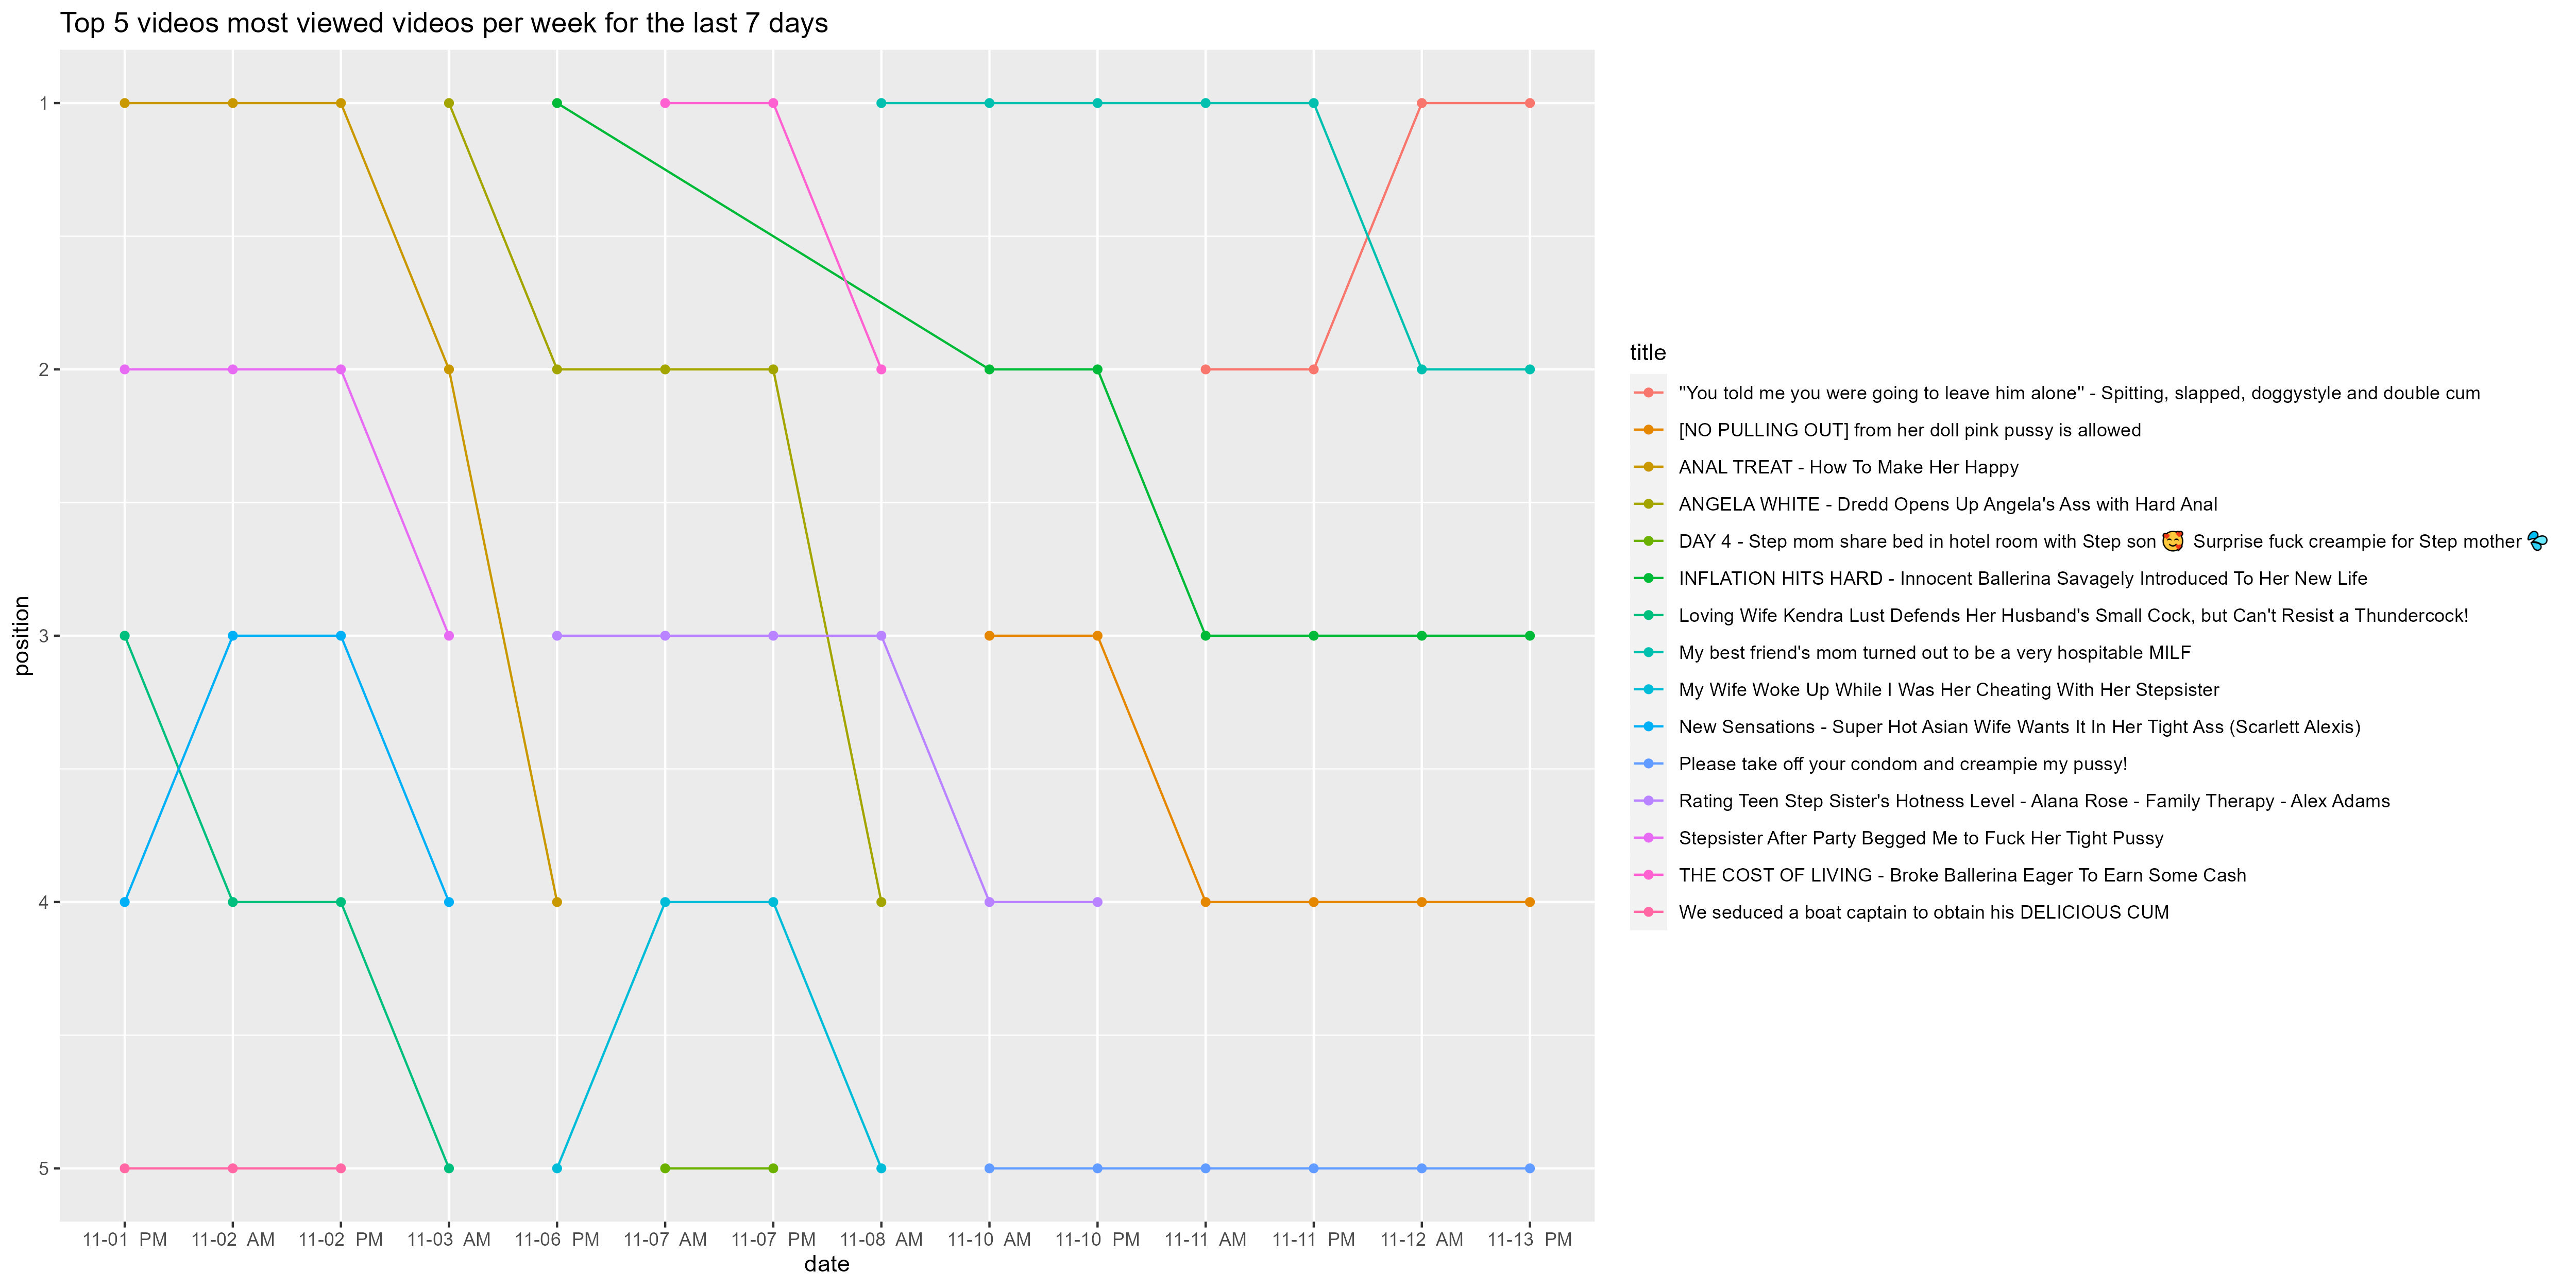 Top 5 videos most viewed videos per week for the last 7 days
position
1
2
3
4
5
11-01 PM
11-02 AM
11-02 PM
11-03 AM
11-06 PM
11-07 AM
11-07 PM
11-08 AM
11-10 AM
11-10 PM
11-11 AM
11-11 PM
11-12 AM
11-13 PM
date
title
"You told me you were going to leave him alone" - Spitting, slapped, doggystyle and double cum
[NO PULLING OUT] from her doll pink pussy is allowed
ANAL TREAT - How To Make Her Happy
ANGELA WHITE - Dredd Opens Up Angela's Ass with Hard Anal
DAY 4 - Step mom share bed in hotel room with Step son 🥰 Surprise fuck creampie for Step mother 💦
INFLATION HITS HARD - Innocent Ballerina Savagely Introduced To Her New Life
Loving Wife Kendra Lust Defends Her Husband's Small Cock, but Can't Resist a Thundercock!
My best friend's mom turned out to be a very hospitable MILF
My Wife Woke Up While I Was Her Cheating With Her Stepsister
New Sensations - Super Hot Asian Wife Wants It In Her Tight Ass (Scarlett Alexis)
Please take off your condom and creampie my pussy!
Rating Teen Step Sister's Hotness Level - Alana Rose - Family Therapy - Alex Adams
Stepsister After Party Begged Me to Fuck Her Tight Pussy
THE COST OF LIVING - Broke Ballerina Eager To Earn Some Cash
We seduced a boat captain to obtain his DELICIOUS CUM